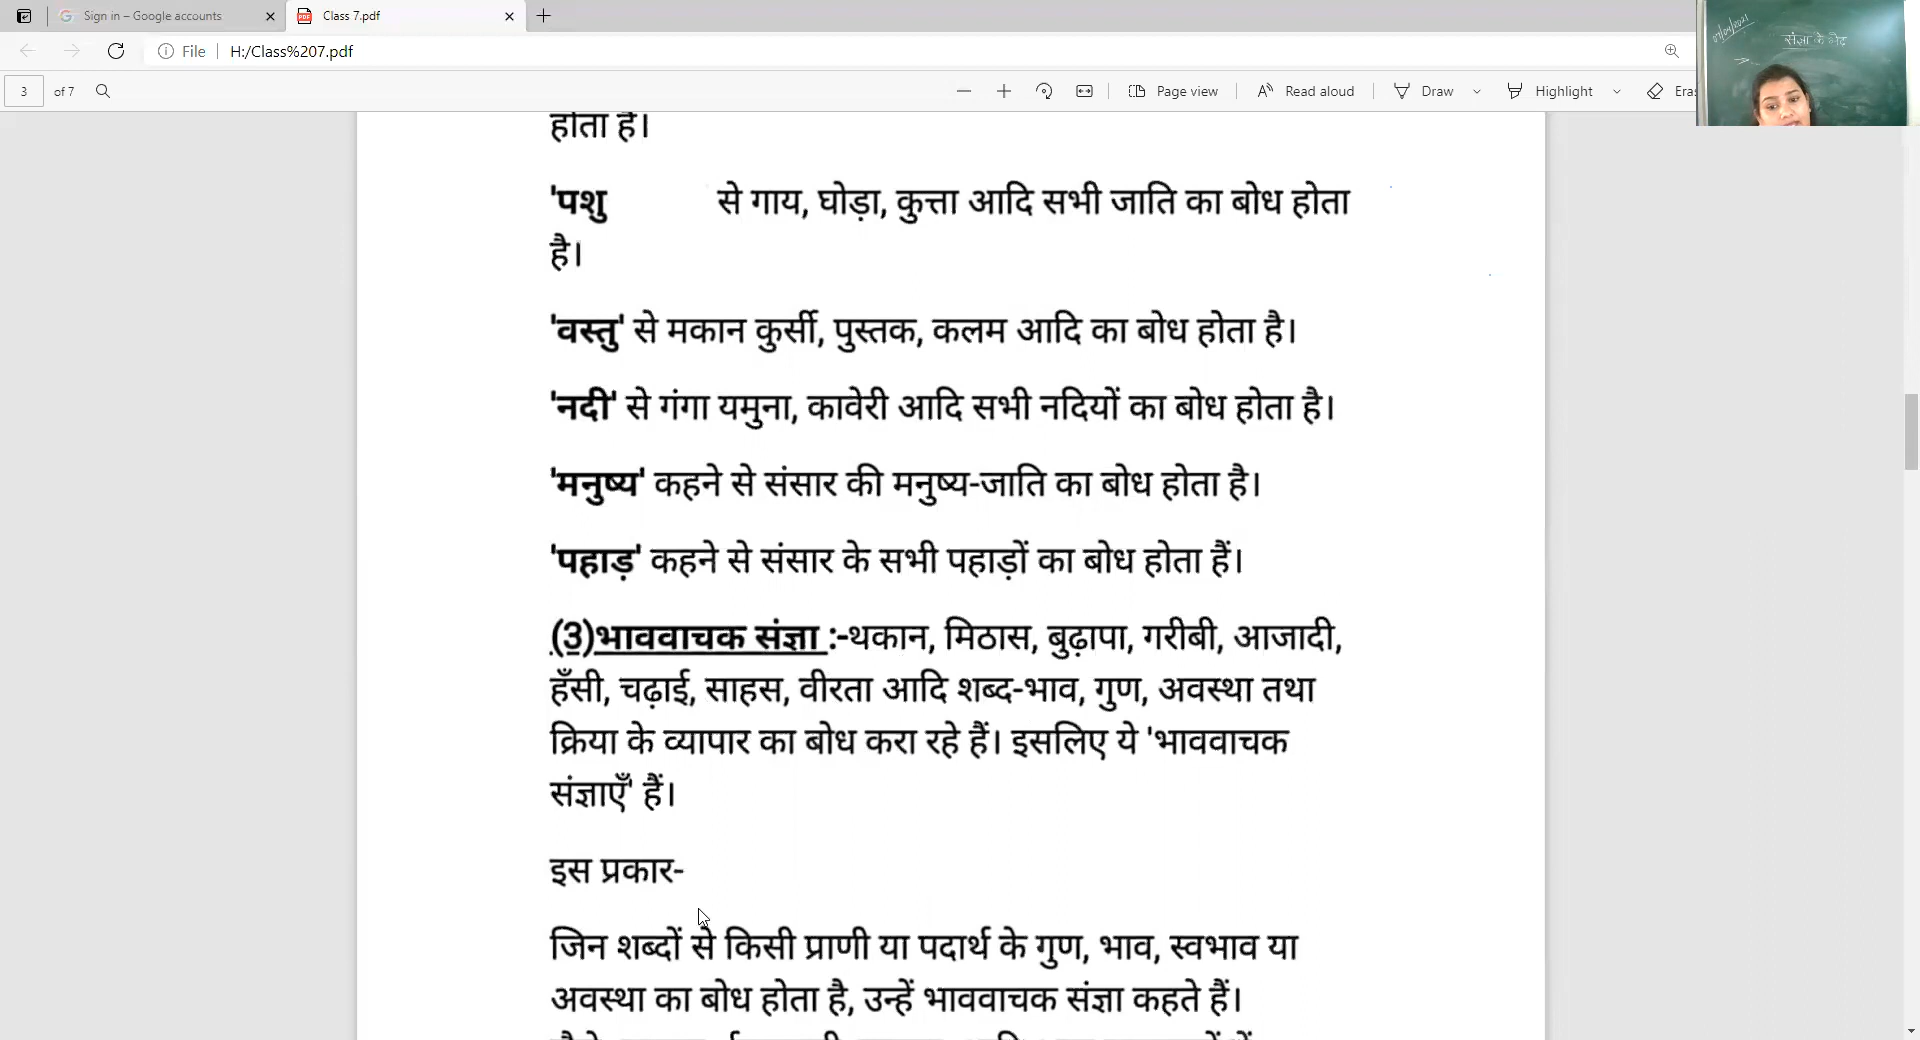 Sign in – Google accounts
Class 7.pdf
File
H:/Class%207.pdf
3
of 7
Page view
Read aloud
Draw
Highlight
Eras
संज्ञा के भेद
होता है।
'पशु से गाय, घोड़ा, कुत्ता आदि सभी जाति का बोध होता
है।
'वस्तु' से मकान कुर्सी, पुस्तक, कलम आदि का बोध होता है।
'नदी' से गंगा यमुना, कावेरी आदि सभी नदियों का बोध होता है।
'मनुष्य' कहने से संसार की मनुष्य-जाति का बोध होता है।
'पहाड़' कहने से संसार के सभी पहाड़ों का बोध होता हैं।
(3)भाववाचक संज्ञा :-थकान, मिठास, बुढ़ापा, गरीबी, आजादी,
हँसी, चढ़ाई, साहस, वीरता आदि शब्द-भाव, गुण, अवस्था तथा
क्रिया के व्यापार का बोध करा रहे हैं। इसलिए ये 'भाववाचक
संज्ञाएँ' हैं।
इस प्रकार-
जिन शब्दों से किसी प्राणी या पदार्थ के गुण, भाव, स्वभाव या
अवस्था का बोध होता है, उन्हें भाववाचक संज्ञा कहते हैं।